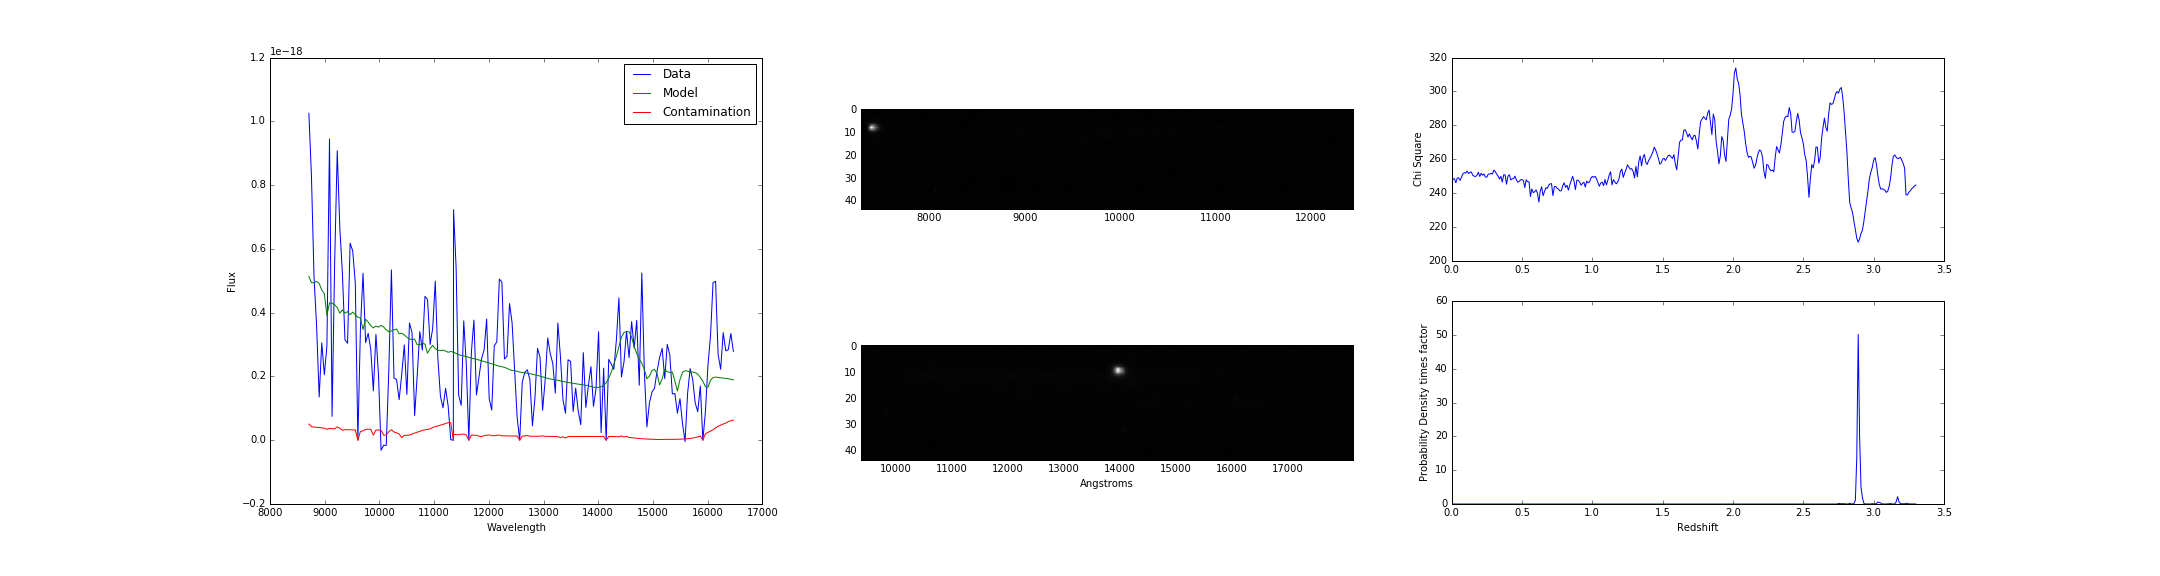 1e−18
1.2
1.0
0.8
0.6
0.4
0.2
0.0
−0.2
Flux
8000 9000 10000 11000 12000 13000 14000 15000 16000 17000
Wavelength
Data
Model
Contamination
0
10
20
30
40
8000 9000 10000 11000 12000
0
10
20
30
40
10000 11000 12000 13000 14000 15000 16000 17000
Angstroms
320
300
280
260
240
220
200
Chi Square
0.0 0.5 1.0 1.5 2.0 2.5 3.0 3.5
60
50
40
30
20
10
0
Probability Density times factor
0.0 0.5 1.0 1.5 2.0 2.5 3.0 3.5
Redshift